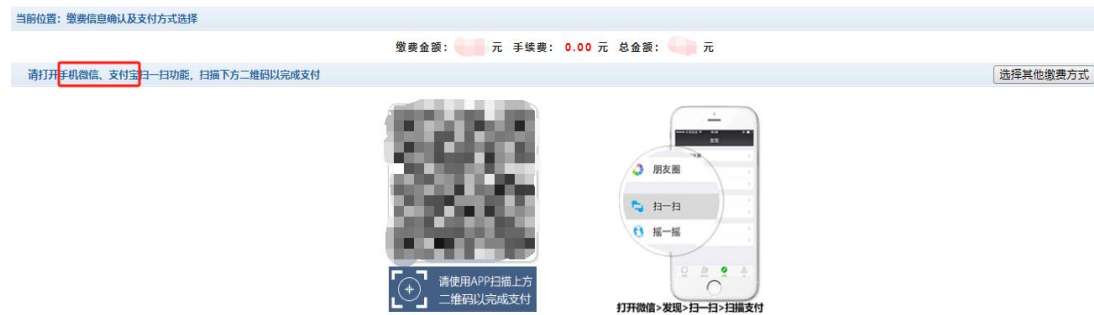 当前位置：缴费信息确认及支付方式选择
缴费金额： 元 手续费： 0.00 元 总金额： 元
请打开手机微信、支付宝扫一扫功能，扫描下方二维码以完成支付
选择其他缴费方式
发现
朋友圈
扫一扫
摇一摇
请使用APP扫描上方
二维码以完成支付
打开微信>发现>扫一扫>扫描支付